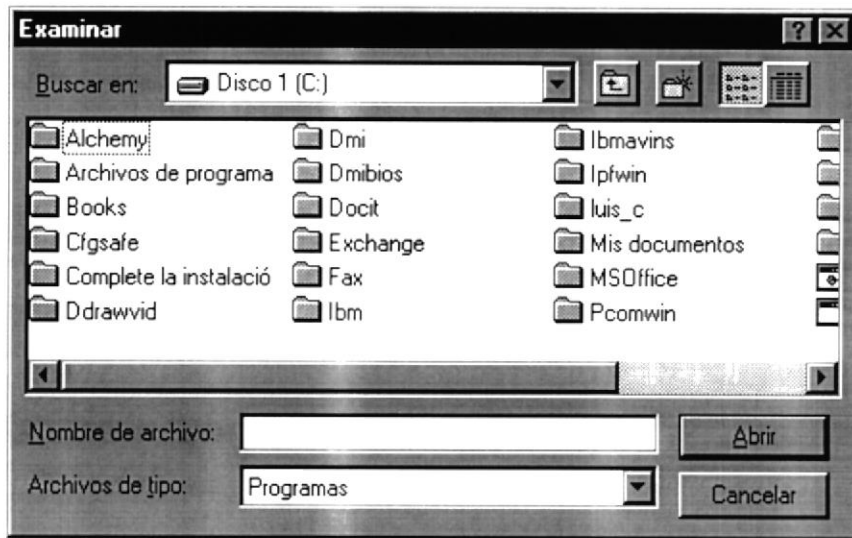 Examinar
Buscar en: Disco 1 (C:)
Alchemy Dmi Ibmavins
Archivos de programa Dmibios Ipfwin
Books Docit luis_c
Cfgsafe Exchange Mis documentos
Complete la instalació Fax MSOffice
Ddrawvid Ibm Pcomwin
Nombre de archivo: Abrir
Archivos de tipo: Programas Cancelar